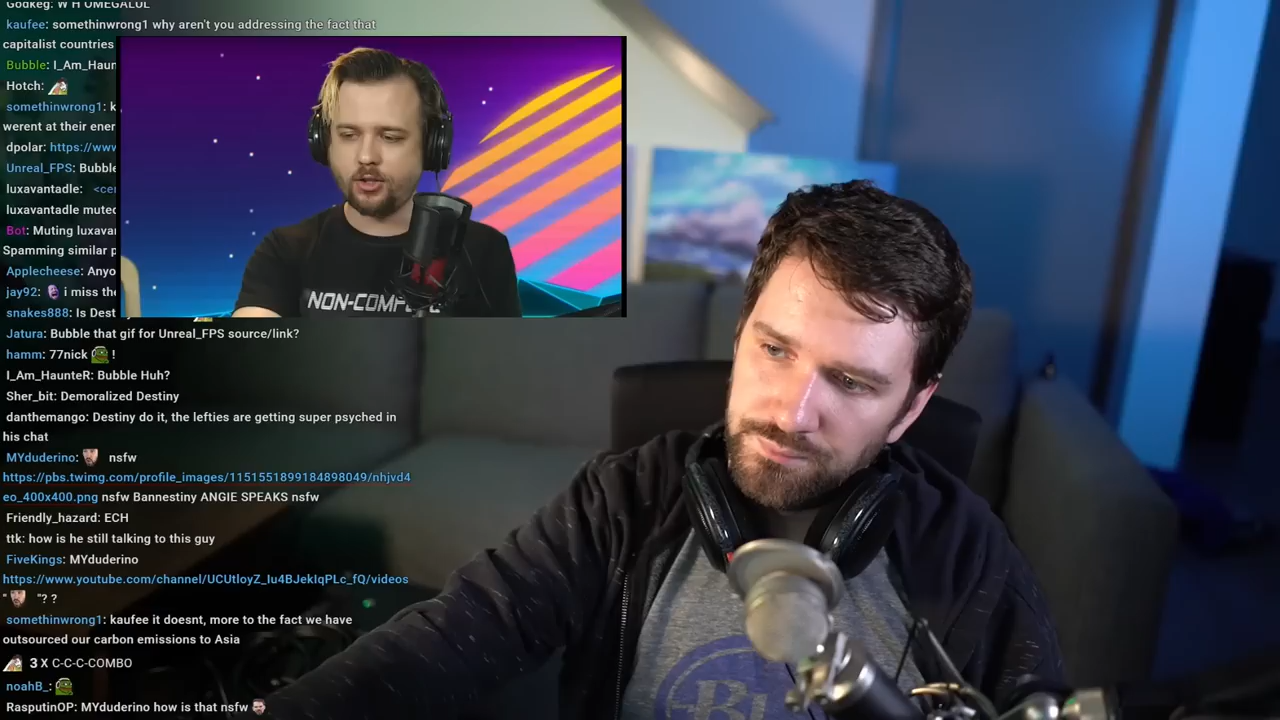 Godkeg: W H OMEGALUL
kaufee: somethinwrong1 why aren't you addressing the fact that
capitalist countries
Bubble: I_Am_Haun
Hotch:
somethinwrong1: k
werent at their ener
dpolar: https://www
Unreal_FPS: Bubble
luxavantadle: <cer
luxavantadle muted
Bot: Muting luxavar
Spamming similar p
Applecheese: Anyo
jay92: i miss the
snakes888: Is Dest
Jatura: Bubble that gif for Unreal_FPS source/link?
hamm: 77nick !
I_Am_HaunteR: Bubble Huh?
Sher_bit: Demoralized Destiny
danthemango: Destiny do it, the lefties are getting super psyched in
his chat
MYduderino: nsfw
https://pbs.twimg.com/profile_images/1151551899184898049/nhjvd4
eo_400x400.png nsfw Bannestiny ANGIE SPEAKS nsfw
Friendly_hazard: ECH
ttk: how is he still talking to this guy
FiveKings: MYduderino
https://www.youtube.com/channel/UCUtIoyZ_Iu4BJekIqPLc_fQ/videos
" "? ?
somethinwrong1: kaufee it doesnt, more to the fact we have
outsourced our carbon emissions to Asia
3 X C-C-C-COMBO
noahB_:
RasputinOP: MYduderino how is that nsfw
NON-COMP